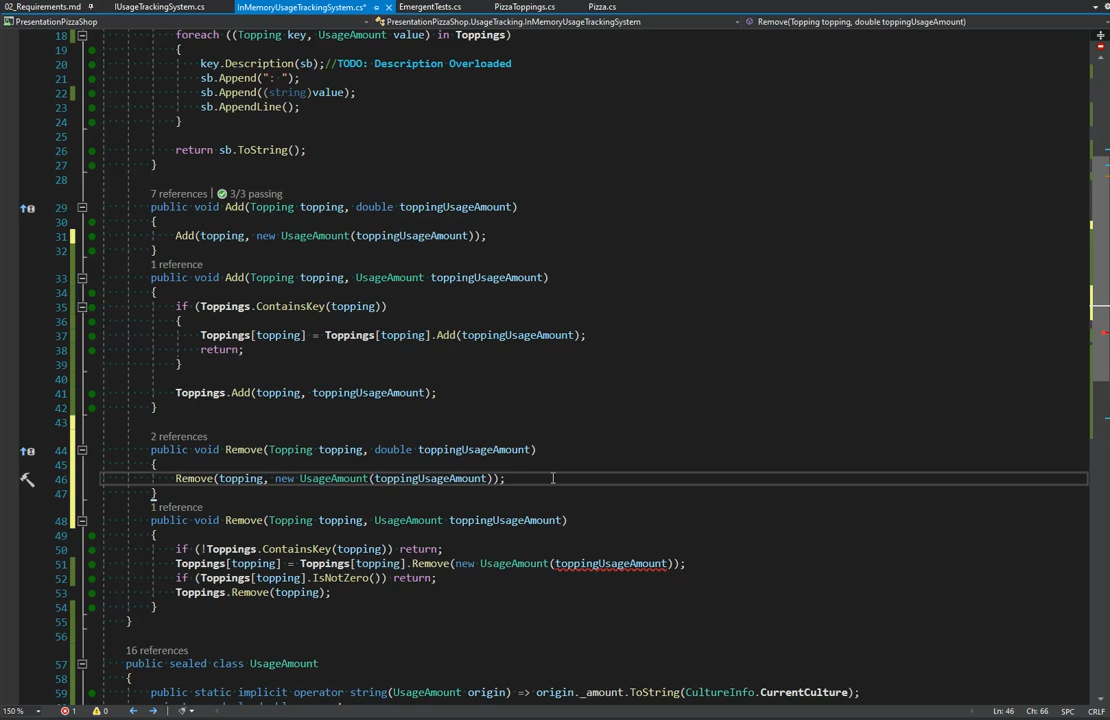 02_Requirements.md IUsageTrackingSystem.cs InMemoryUsageTrackingSystem.cs* EmergentTests.cs PizzaToppings.cs Pizza.cs
PresentationPizzaShop PresentationPizzaShop.UsageTracking.InMemoryUsageTrackingSystem Remove(Topping topping, double toppingUsageAmount)
18 foreach ((Topping key, UsageAmount value) in Toppings)
19 {
20 key.Description(sb);//TODO: Description Overloaded
21 sb.Append(": ");
22 sb.Append((string)value);
23 sb.AppendLine();
24 }
25
26 return sb.ToString();
27 }
28
7 references | 3/3 passing
29 public void Add(Topping topping, double toppingUsageAmount)
30 {
31 Add(topping, new UsageAmount(toppingUsageAmount));
32 }
1 reference
33 public void Add(Topping topping, UsageAmount toppingUsageAmount)
34 {
35 if (Toppings.ContainsKey(topping))
36 {
37 Toppings[topping] = Toppings[topping].Add(toppingUsageAmount);
38 return;
39 }
40
41 Toppings.Add(topping, toppingUsageAmount);
42 }
43
2 references
44 public void Remove(Topping topping, double toppingUsageAmount)
45 {
46 Remove(topping, new UsageAmount(toppingUsageAmount));
47 }
1 reference
48 public void Remove(Topping topping, UsageAmount toppingUsageAmount)
49 {
50 if (!Toppings.ContainsKey(topping)) return;
51 Toppings[topping] = Toppings[topping].Remove(new UsageAmount(toppingUsageAmount));
52 if (Toppings[topping].IsNotZero()) return;
53 Toppings.Remove(topping);
54 }
55 }
56
16 references
57 public sealed class UsageAmount
58 {
59 public static implicit operator string(UsageAmount origin) => origin._amount.ToString(CultureInfo.CurrentCulture);
150 % 1 0 Ln: 46 Ch: 66 SPC CRLF